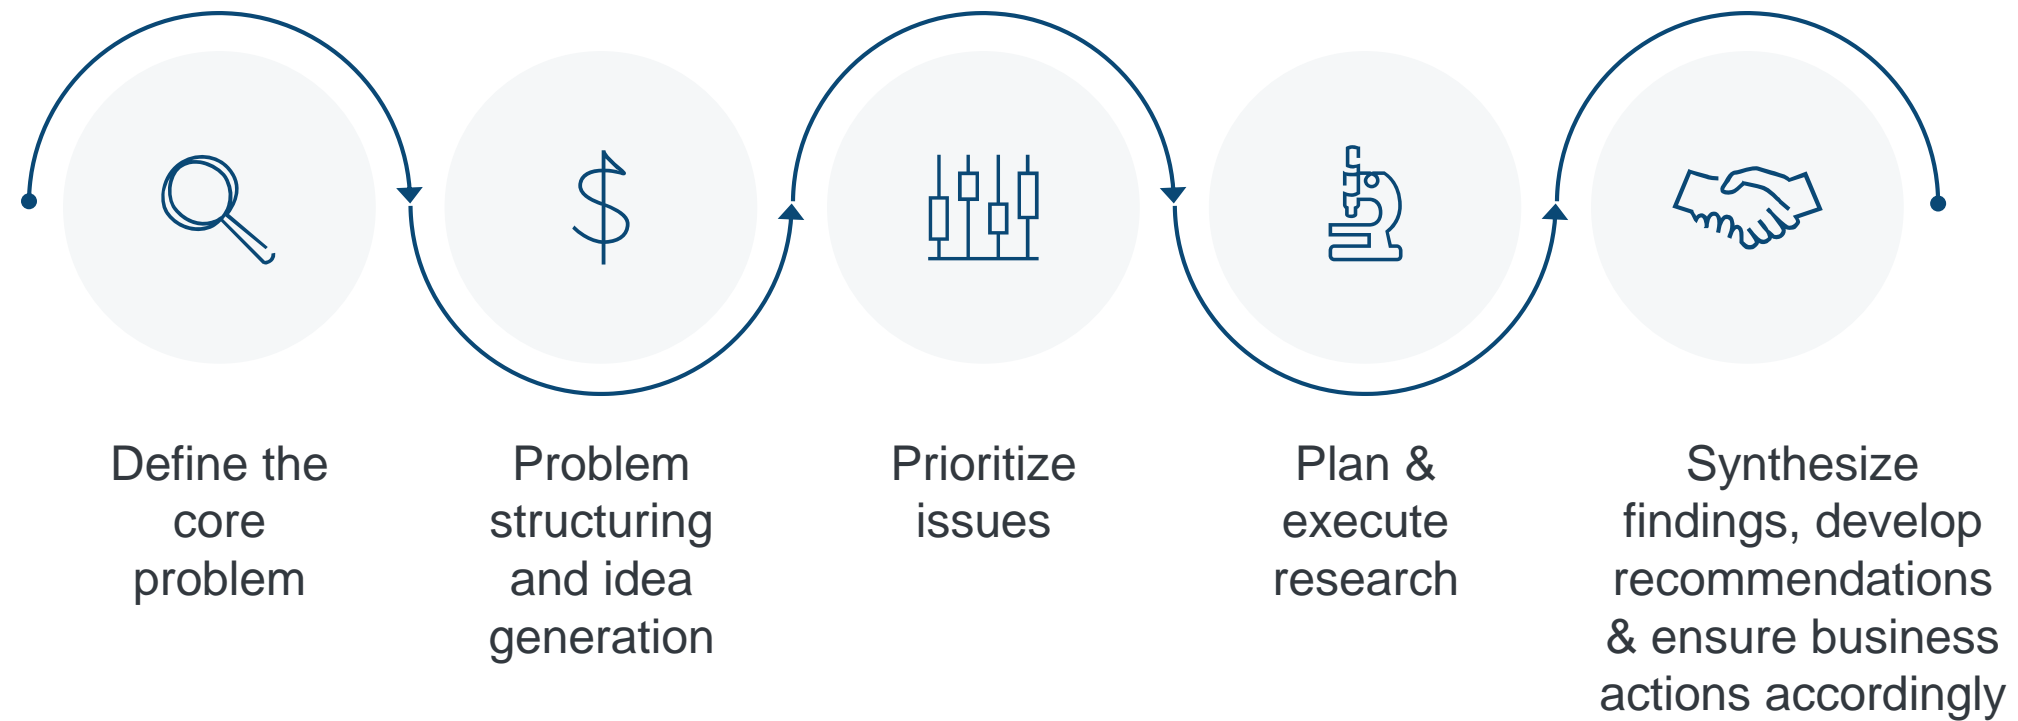 Define the
core
problem
Problem
structuring
and idea
generation
Prioritize
issues
Plan &
execute
research
Synthesize
findings, develop
recommendations
& ensure business
actions accordingly